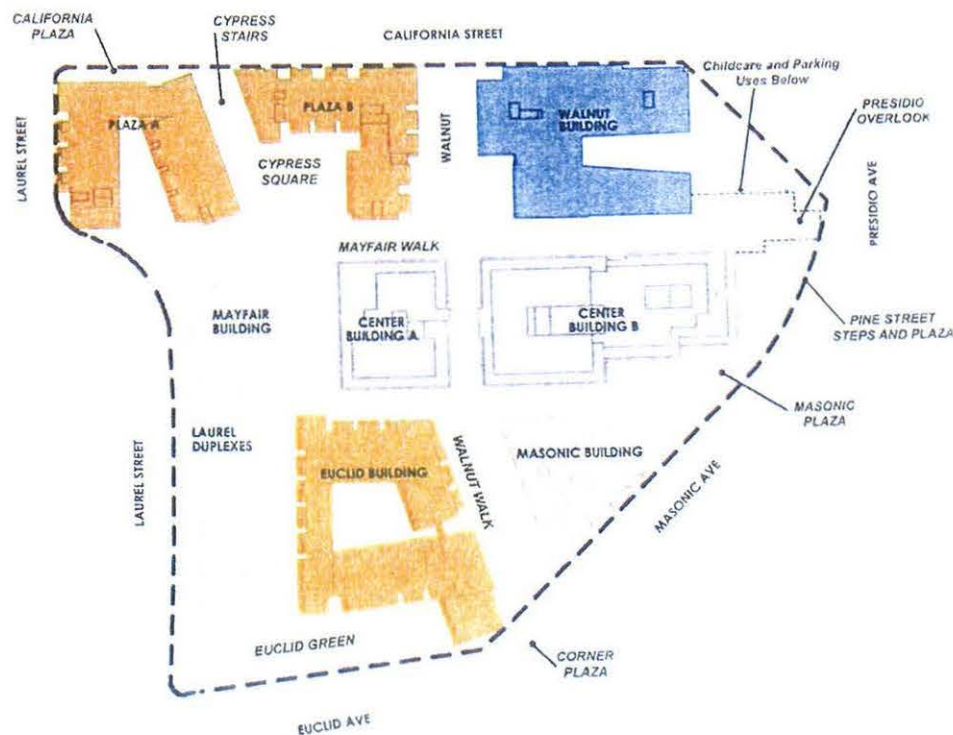 CALIFORNIA
PLAZA
CYPRESS
STAIRS
CALIFORNIA STREET
Childcare and Parking
Uses Below
PRESIDIO
OVERLOOK
LAUREL STREET
PLAZA A
PLAZA B
CYPRESS
SQUARE
WALNUT
WALNUT
BUILDING
PRESIDIO AVE
MAYFAIR WALK
MAYFAIR
BUILDING
CENTER
BUILDING A
CENTER
BUILDING B
PINE STREET
STEPS AND PLAZA
MASONIC
PLAZA
LAUREL STREET
LAUREL
DUPLEXES
EUCLID BUILDING
WALNUT WALK
MASONIC BUILDING
MASONIC AVE
EUCLID GREEN
CORNER
PLAZA
EUCLID AVE